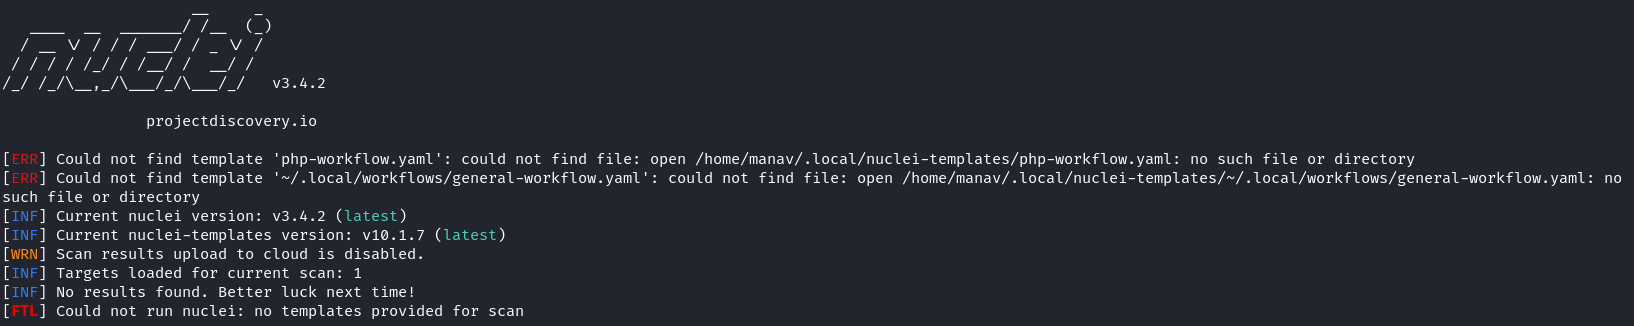 v3.4.2
projectdiscovery.io
[ERR] Could not find template 'php-workflow.yaml': could not find file: open /home/manav/.local/nuclei-templates/php-workflow.yaml: no such file or directory
[ERR] Could not find template '~/.local/workflows/general-workflow.yaml': could not find file: open /home/manav/.local/nuclei-templates/~/.local/workflows/general-workflow.yaml: no
such file or directory
[INF] Current nuclei version: v3.4.2 (latest)
[INF] Current nuclei-templates version: v10.1.7 (latest)
[WRN] Scan results upload to cloud is disabled.
[INF] Targets loaded for current scan: 1
[INF] No results found. Better luck next time!
[FTL] Could not run nuclei: no templates provided for scan